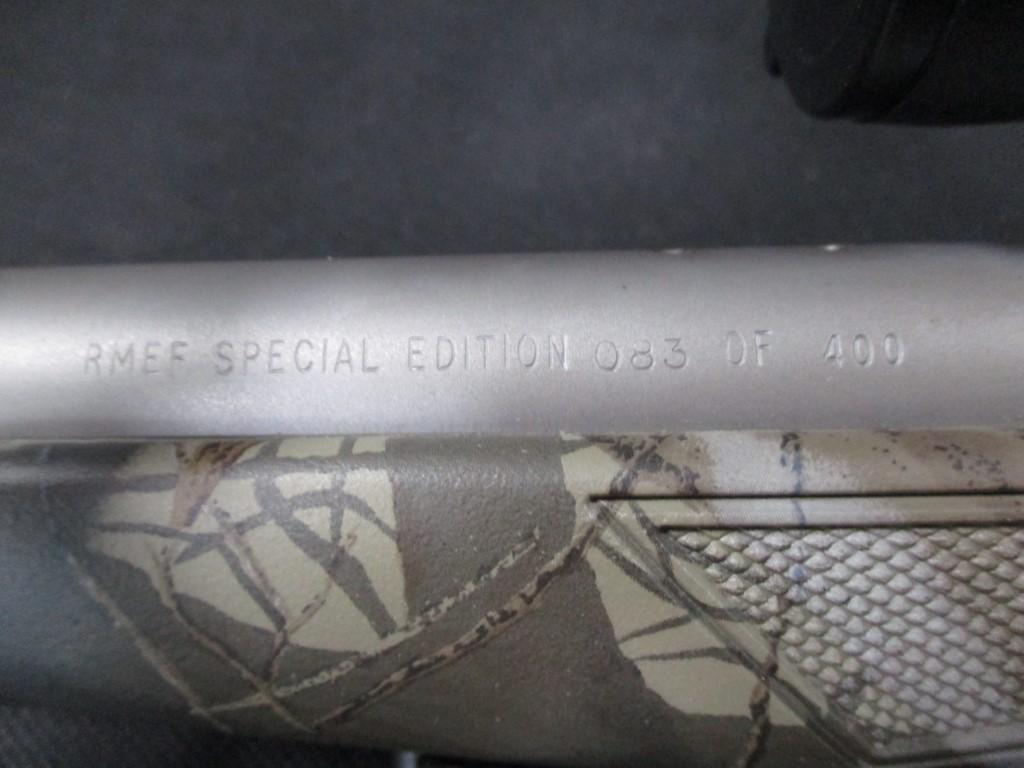 RMEF SPECIAL EDITION 083 OF 400